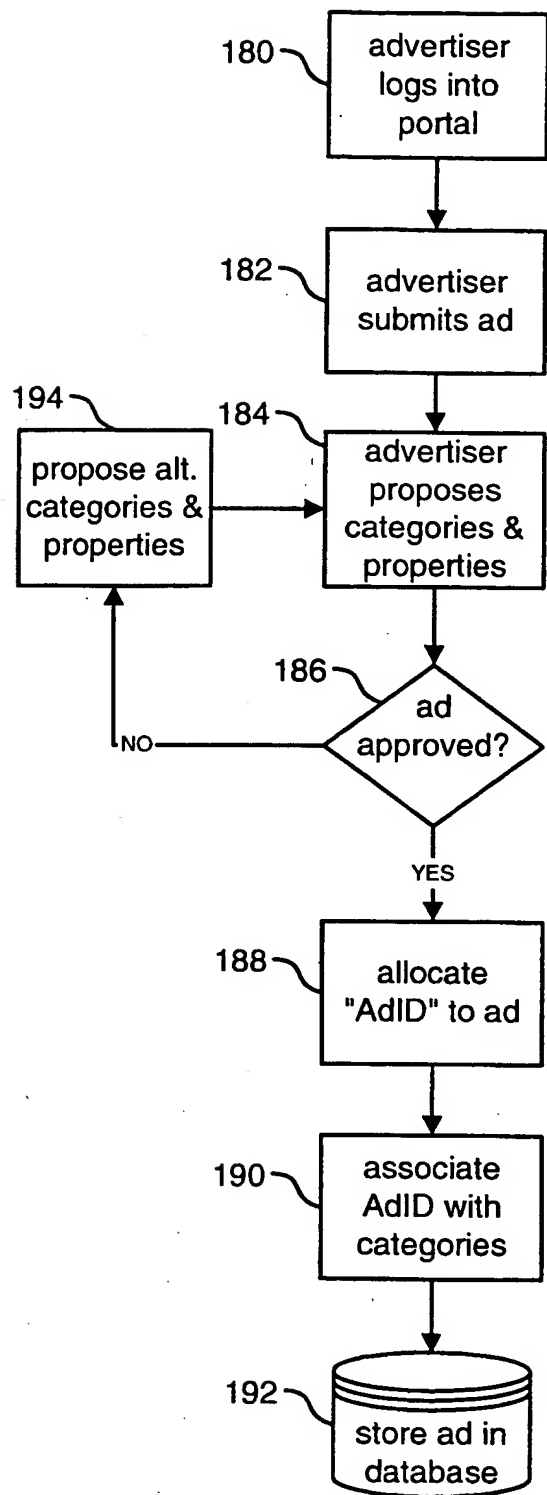 180
advertiser
logs into
portal
182
advertiser
submits ad
194
propose alt.
categories &
properties
184
advertiser
proposes
categories &
properties
186
ad
approved?
NO
YES
188
allocate
"AdID" to ad
190
associate
AdID with
categories
192
store ad in
database